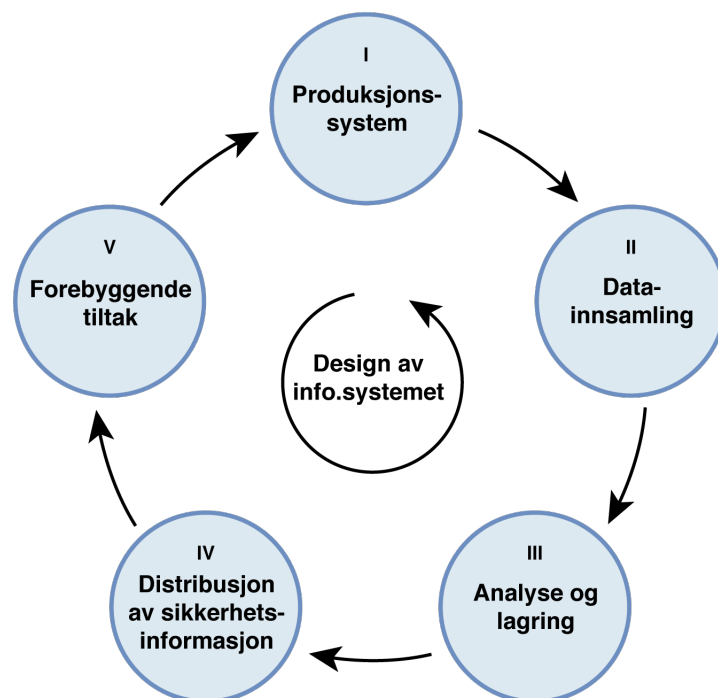 I
Produksjons-
system
II
Data-
innsamling
III
Analyse og
lagring
IV
Distribusjon
av sikkerhets-
informasjon
V
Forebyggende
tiltak
Design av
info.systemet